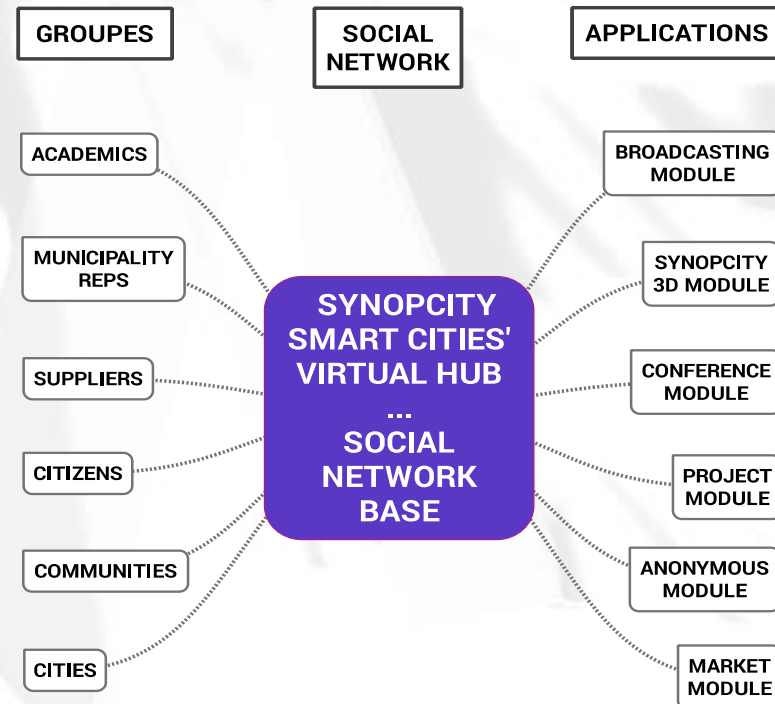 GROUPES
SOCIAL
NETWORK
APPLICATIONS
ACADEMICS
MUNICIPALITY
REPS
SUPPLIERS
CITIZENS
COMMUNITIES
CITIES
SYNOPCITY
SMART CITIES'
VIRTUAL HUB
...
SOCIAL
NETWORK
BASE
BROADCASTING
MODULE
SYNOPCITY
3D MODULE
CONFERENCE
MODULE
PROJECT
MODULE
ANONYMOUS
MODULE
MARKET
MODULE